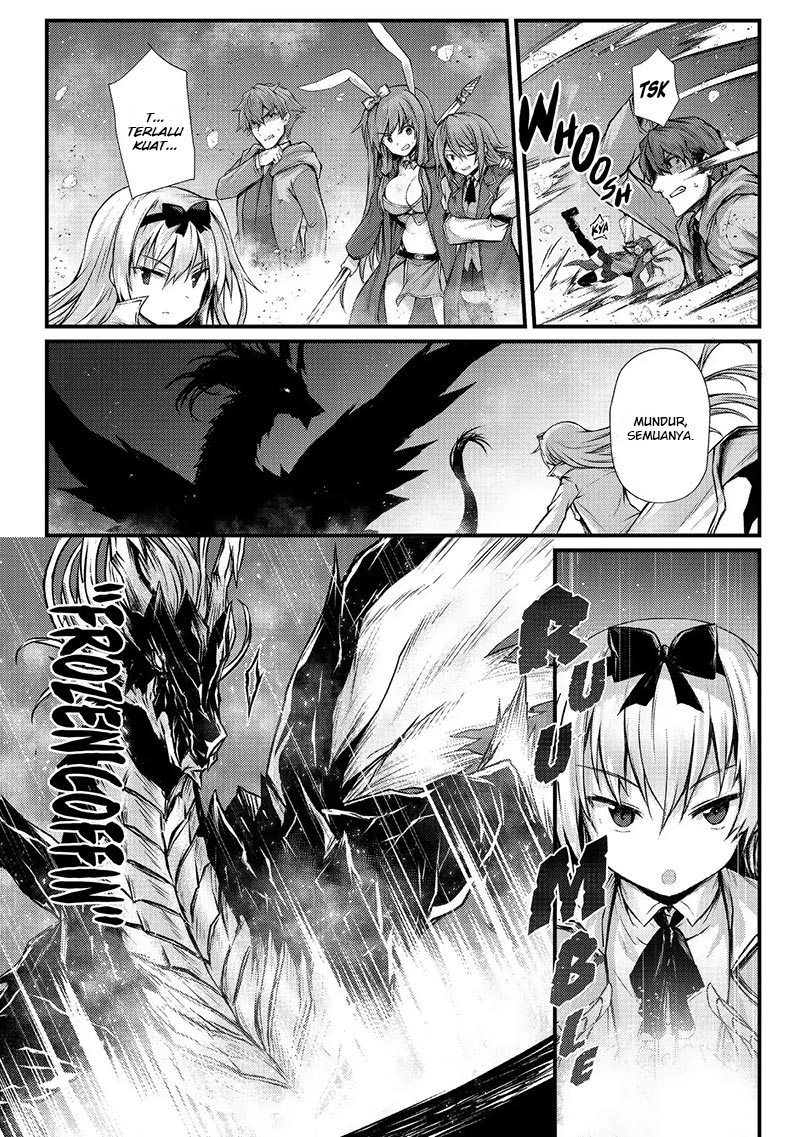 TSK
WHOOSH
KYA
T...
TERLALU
KUAT...
MUNDUR,
SEMUANYA.
RUUMBLE
"FROZEN COFFIN"